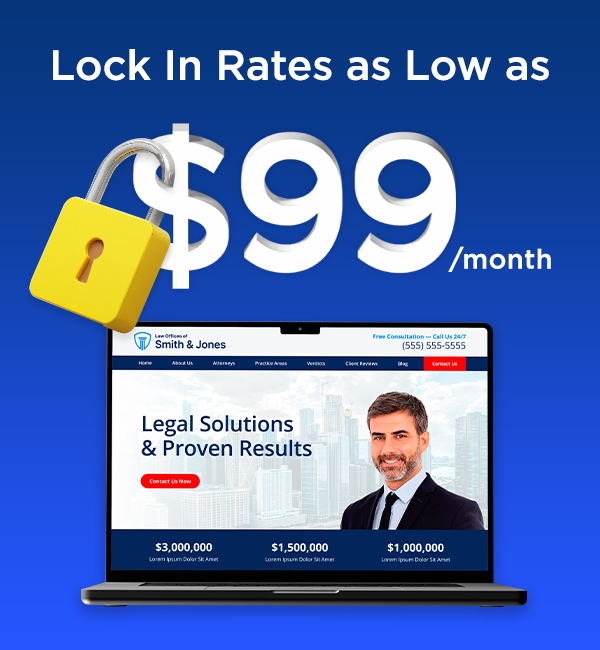 Lock In Rates as Low as
$99
/month
Law Offices of
Smith & Jones
Free Consultation — Call Us 24/7
(555) 555-5555
Home About Us Attorneys Practice Areas Verdicts Client Reviews Blog Contact Us
Legal Solutions
& Proven Results
Contact Us Now
$3,000,000 $1,500,000 $1,000,000
Lorem Ipsum Dolor Sit Amet Lorem Ipsum Dolor Sit Amet Lorem Ipsum Dolor Sit Amet